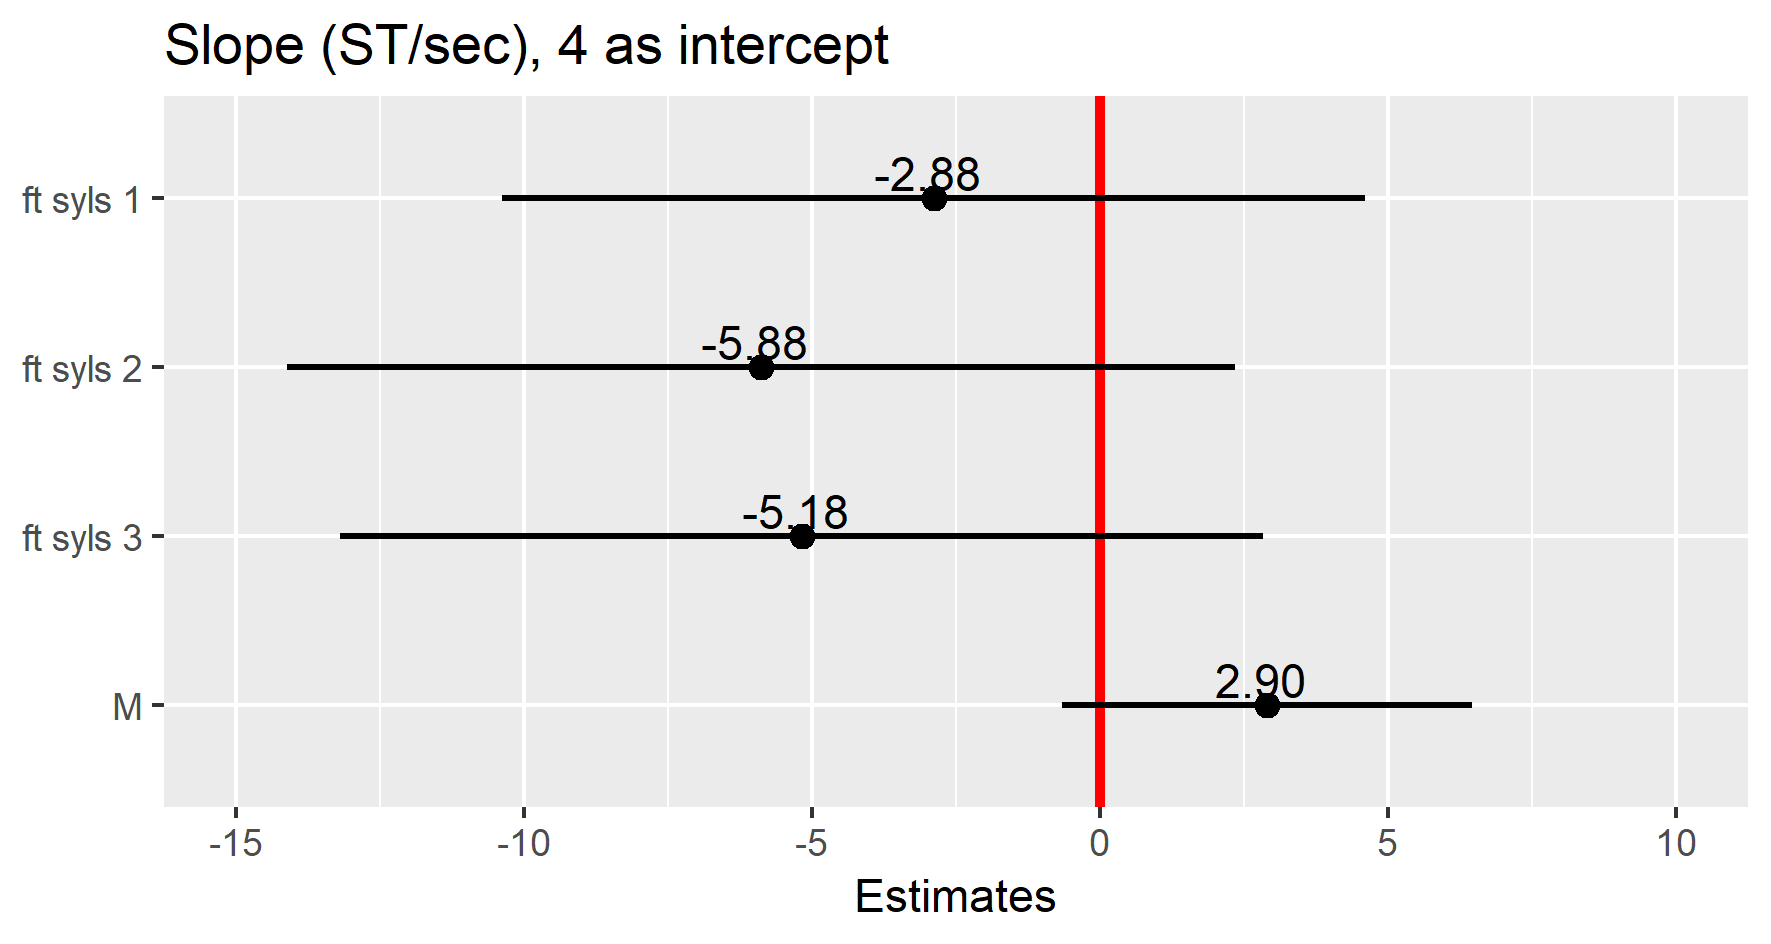 Slope (ST/sec), 4 as intercept
ft syls 1
-2.88
ft syls 2
-5.88
ft syls 3
-5.18
M
2.90
-15 -10 -5 0 5 10
Estimates